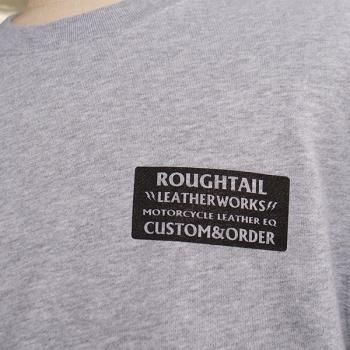 ROUGHTAIL
"LEATHERWORKS"
MOTORCYCLE LEATHER EQ
CUSTOM&ORDER